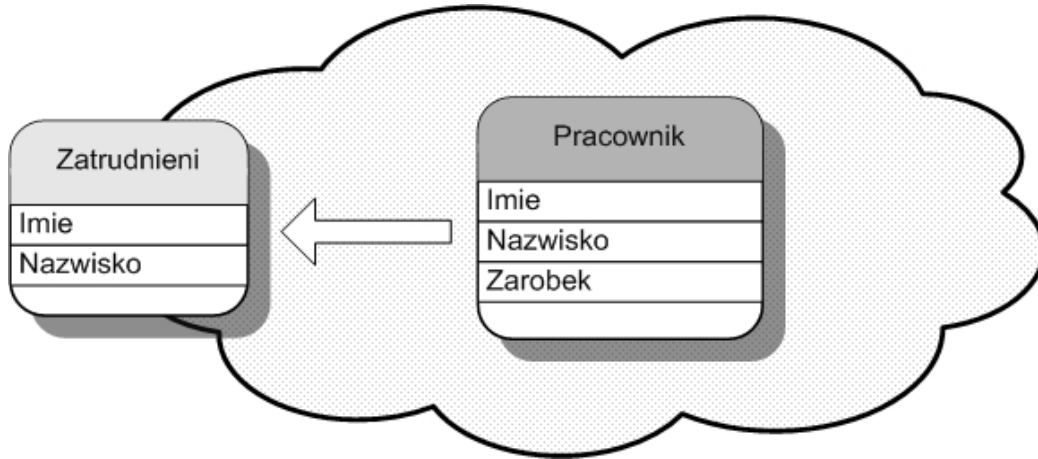 Zatrudnieni
Imie
Nazwisko
Pracownik
Imie
Nazwisko
Zarobek